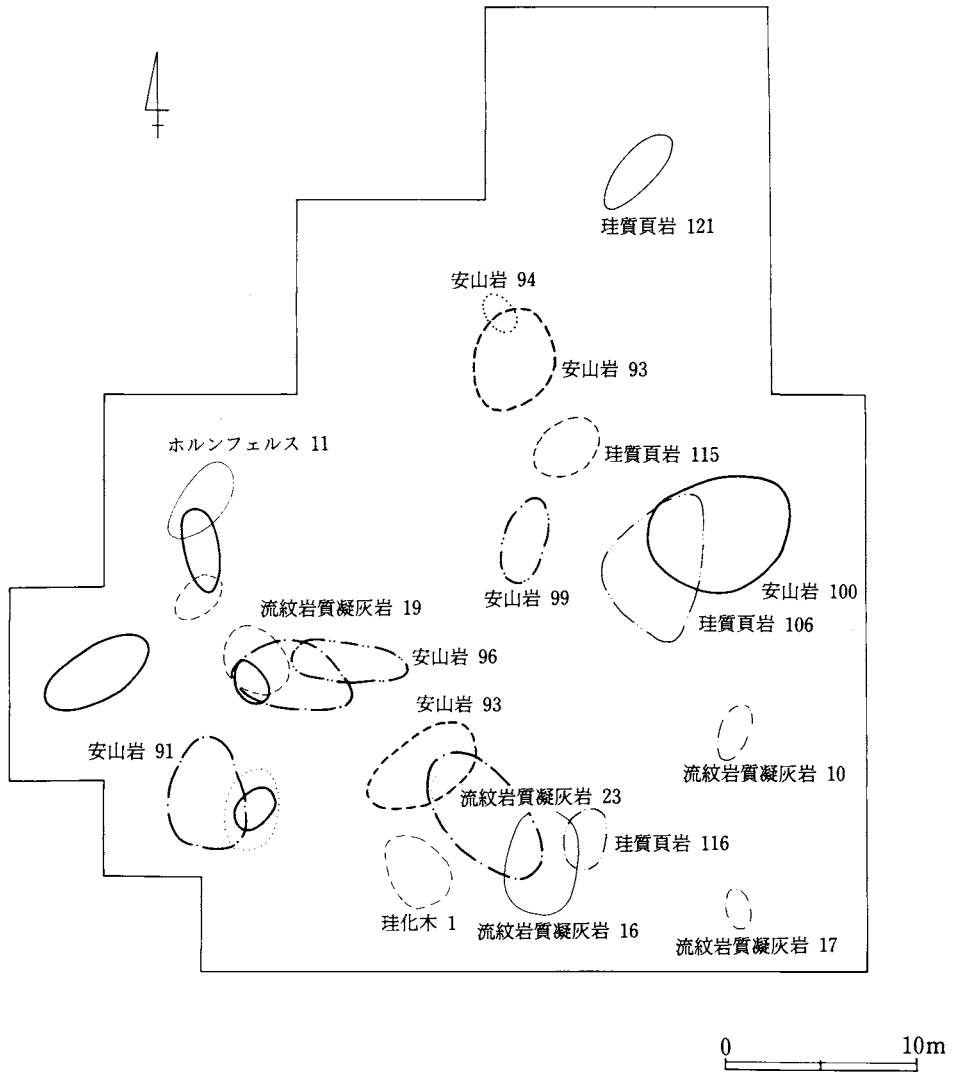 珪質頁岩 121
安山岩 94
安山岩 93
ホルンフェルス 11
珪質頁岩 115
安山岩 99
安山岩 100
流紋岩質凝灰岩 19
珪質頁岩 106
安山岩 96
安山岩 93
安山岩 91
流紋岩質凝灰岩 10
流紋岩質凝灰岩 23
珪質頁岩 116
珪化木 1
流紋岩質凝灰岩 16
流紋岩質凝灰岩 17
0 10m